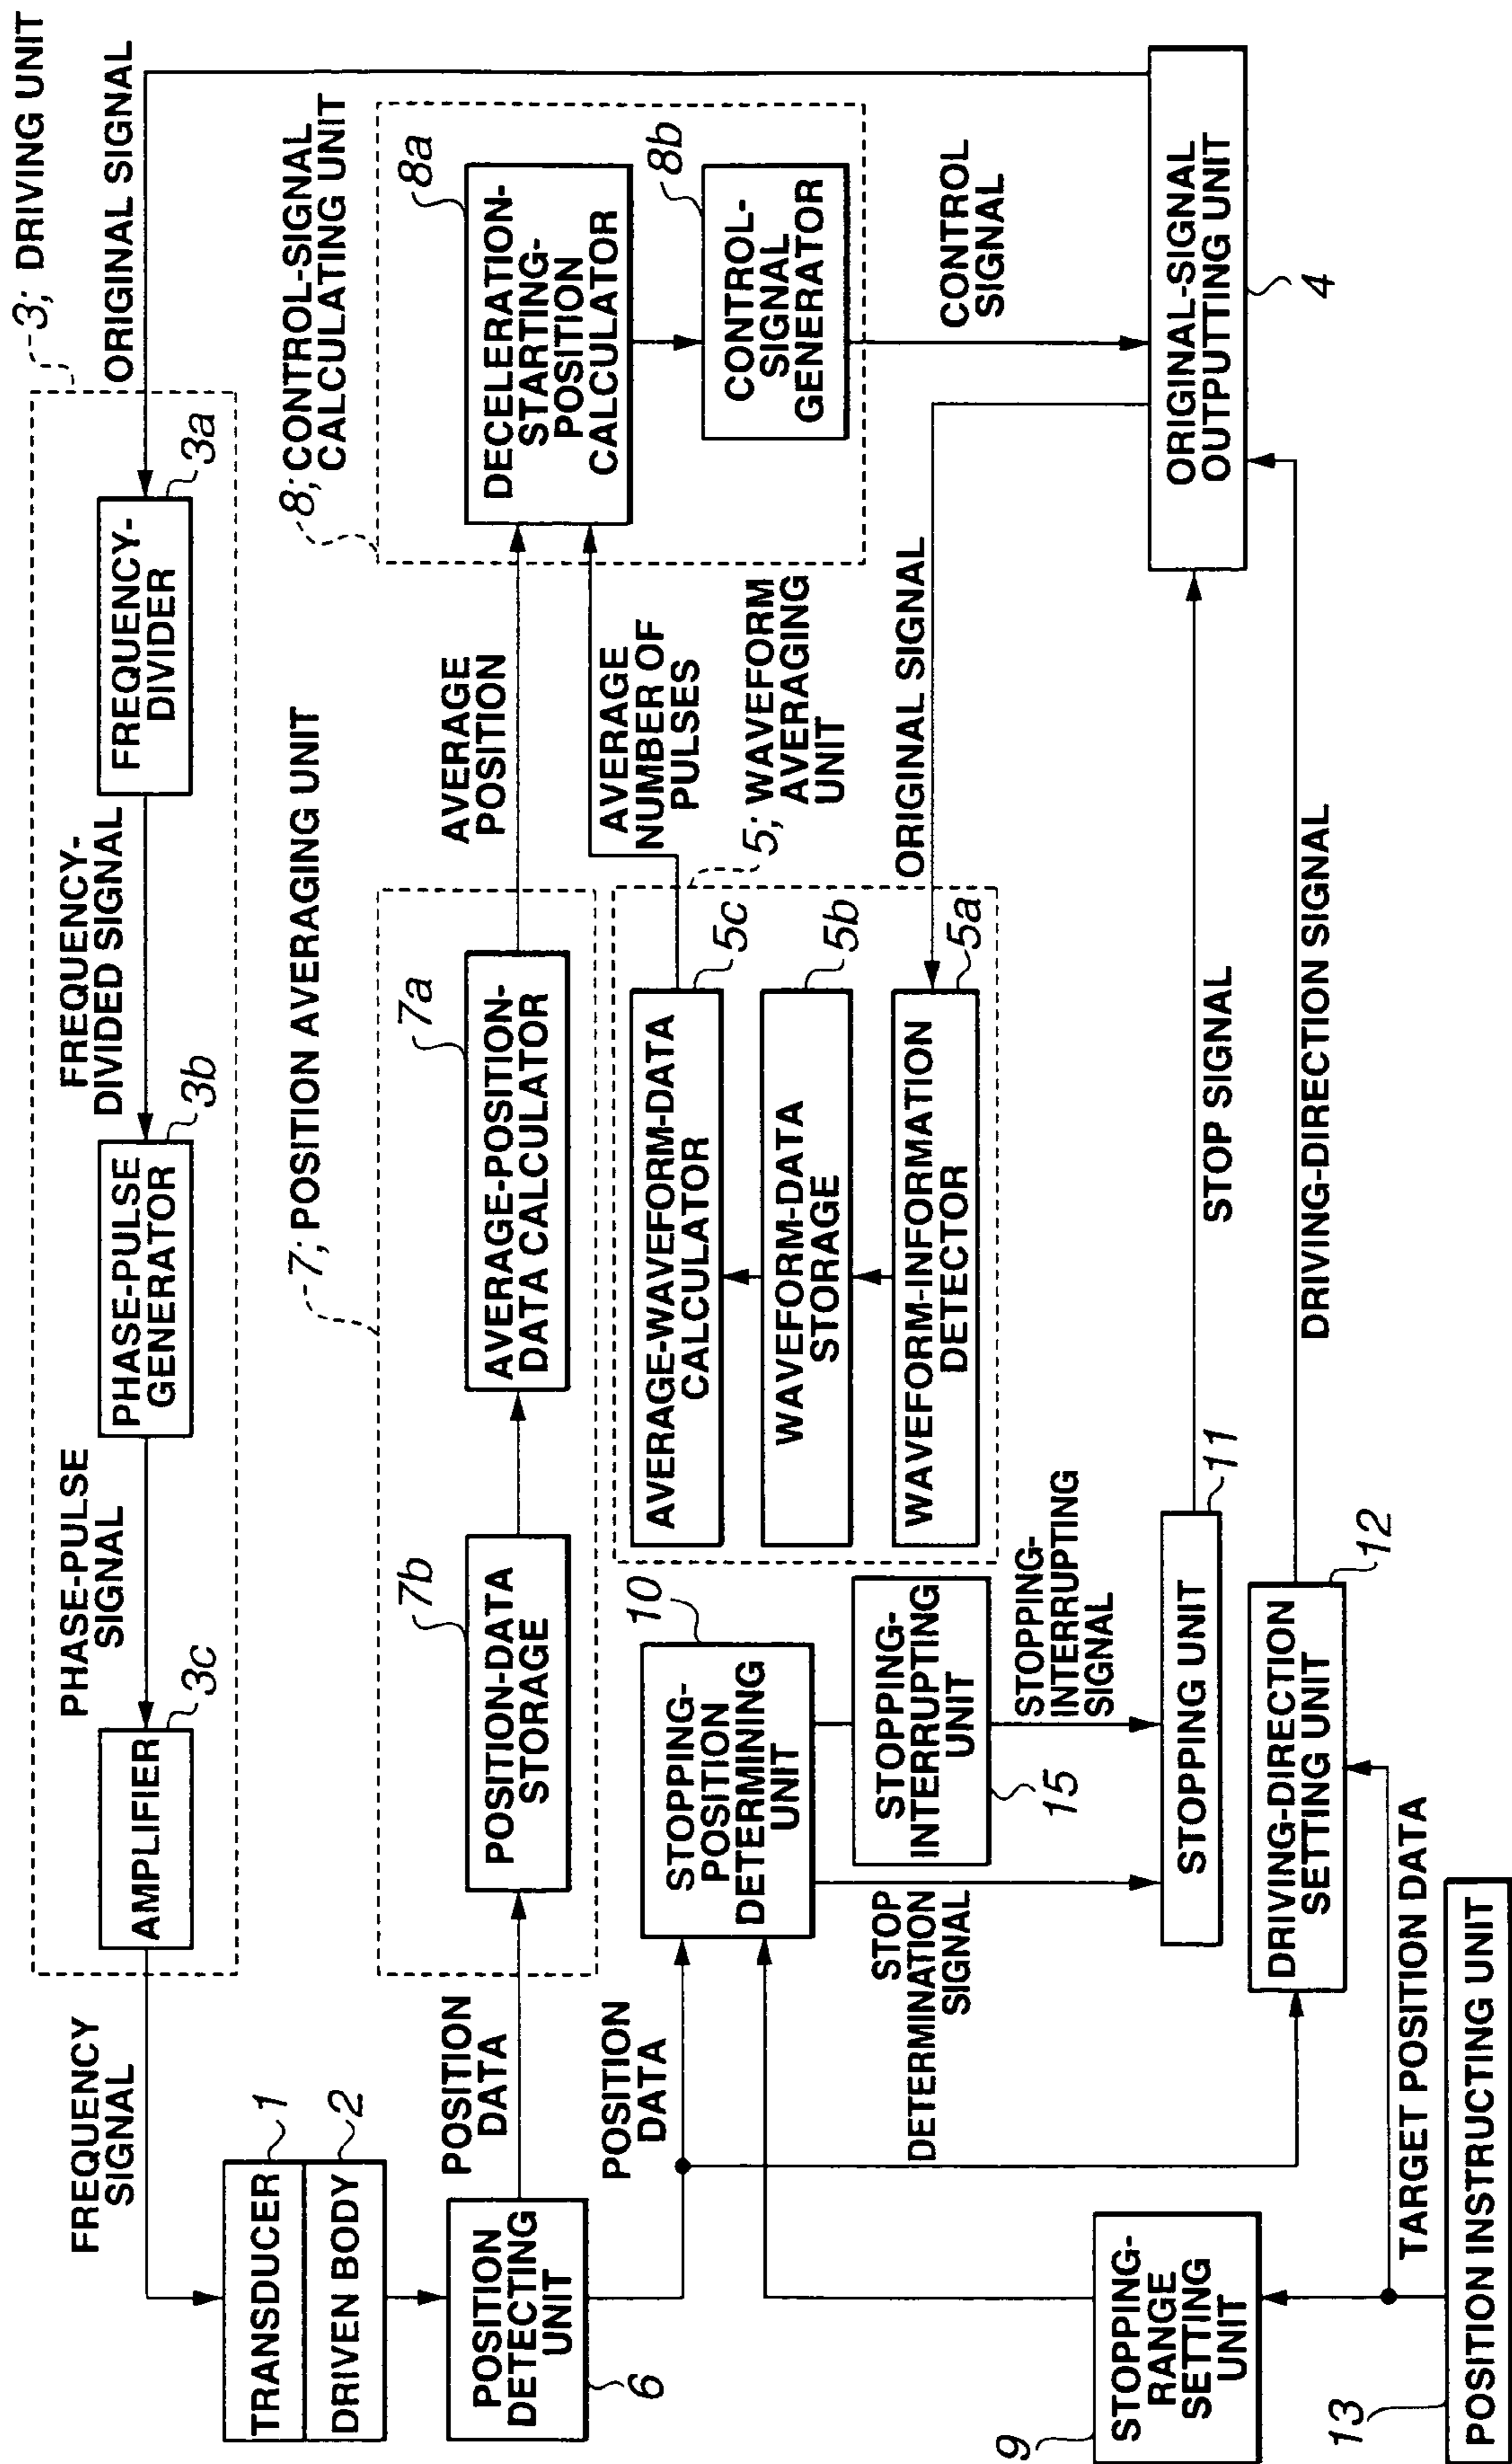 3; DRIVING UNIT
ORIGINAL SIGNAL
FREQUENCY-
DIVIDER
3a
FREQUENCY-
DIVIDED SIGNAL
PHASE-PULSE
GENERATOR
3b
PHASE-PULSE
SIGNAL
AMPLIFIER
3c
FREQUENCY
SIGNAL
TRANSDUCER
1
DRIVEN BODY
2
POSITION
DETECTING
UNIT
6
POSITION
DATA
7; POSITION AVERAGING UNIT
POSITION-DATA
STORAGE
7b
AVERAGE-POSITION-
DATA CALCULATOR
7a
AVERAGE
POSITION
8; CONTROL-SIGNAL
CALCULATING UNIT
DECELERATION-
STARTING-
POSITION
CALCULATOR
8a
CONTROL-
SIGNAL
GENERATOR
8b
CONTROL
SIGNAL
AVERAGE
NUMBER OF
PULSES
5; WAVEFORM
AVERAGING
UNIT
AVERAGE-WAVEFORM-DATA
CALCULATOR
5c
WAVEFORM-DATA
STORAGE
5b
WAVEFORM-INFORMATION
DETECTOR
5a
ORIGINAL SIGNAL
ORIGINAL-SIGNAL
OUTPUTTING UNIT
4
POSITION
DATA
STOPPING-
POSITION
DETERMINING
UNIT
10
STOPPING-
INTERRUPTING
UNIT
15
STOPPING-
INTERRUPTING
SIGNAL
STOP
DETERMINATION
SIGNAL
STOPPING UNIT
11
STOP SIGNAL
DRIVING-DIRECTION
SETTING UNIT
12
DRIVING-DIRECTION SIGNAL
STOPPING-
RANGE
SETTING
UNIT
9
TARGET POSITION DATA
POSITION INSTRUCTING UNIT
13